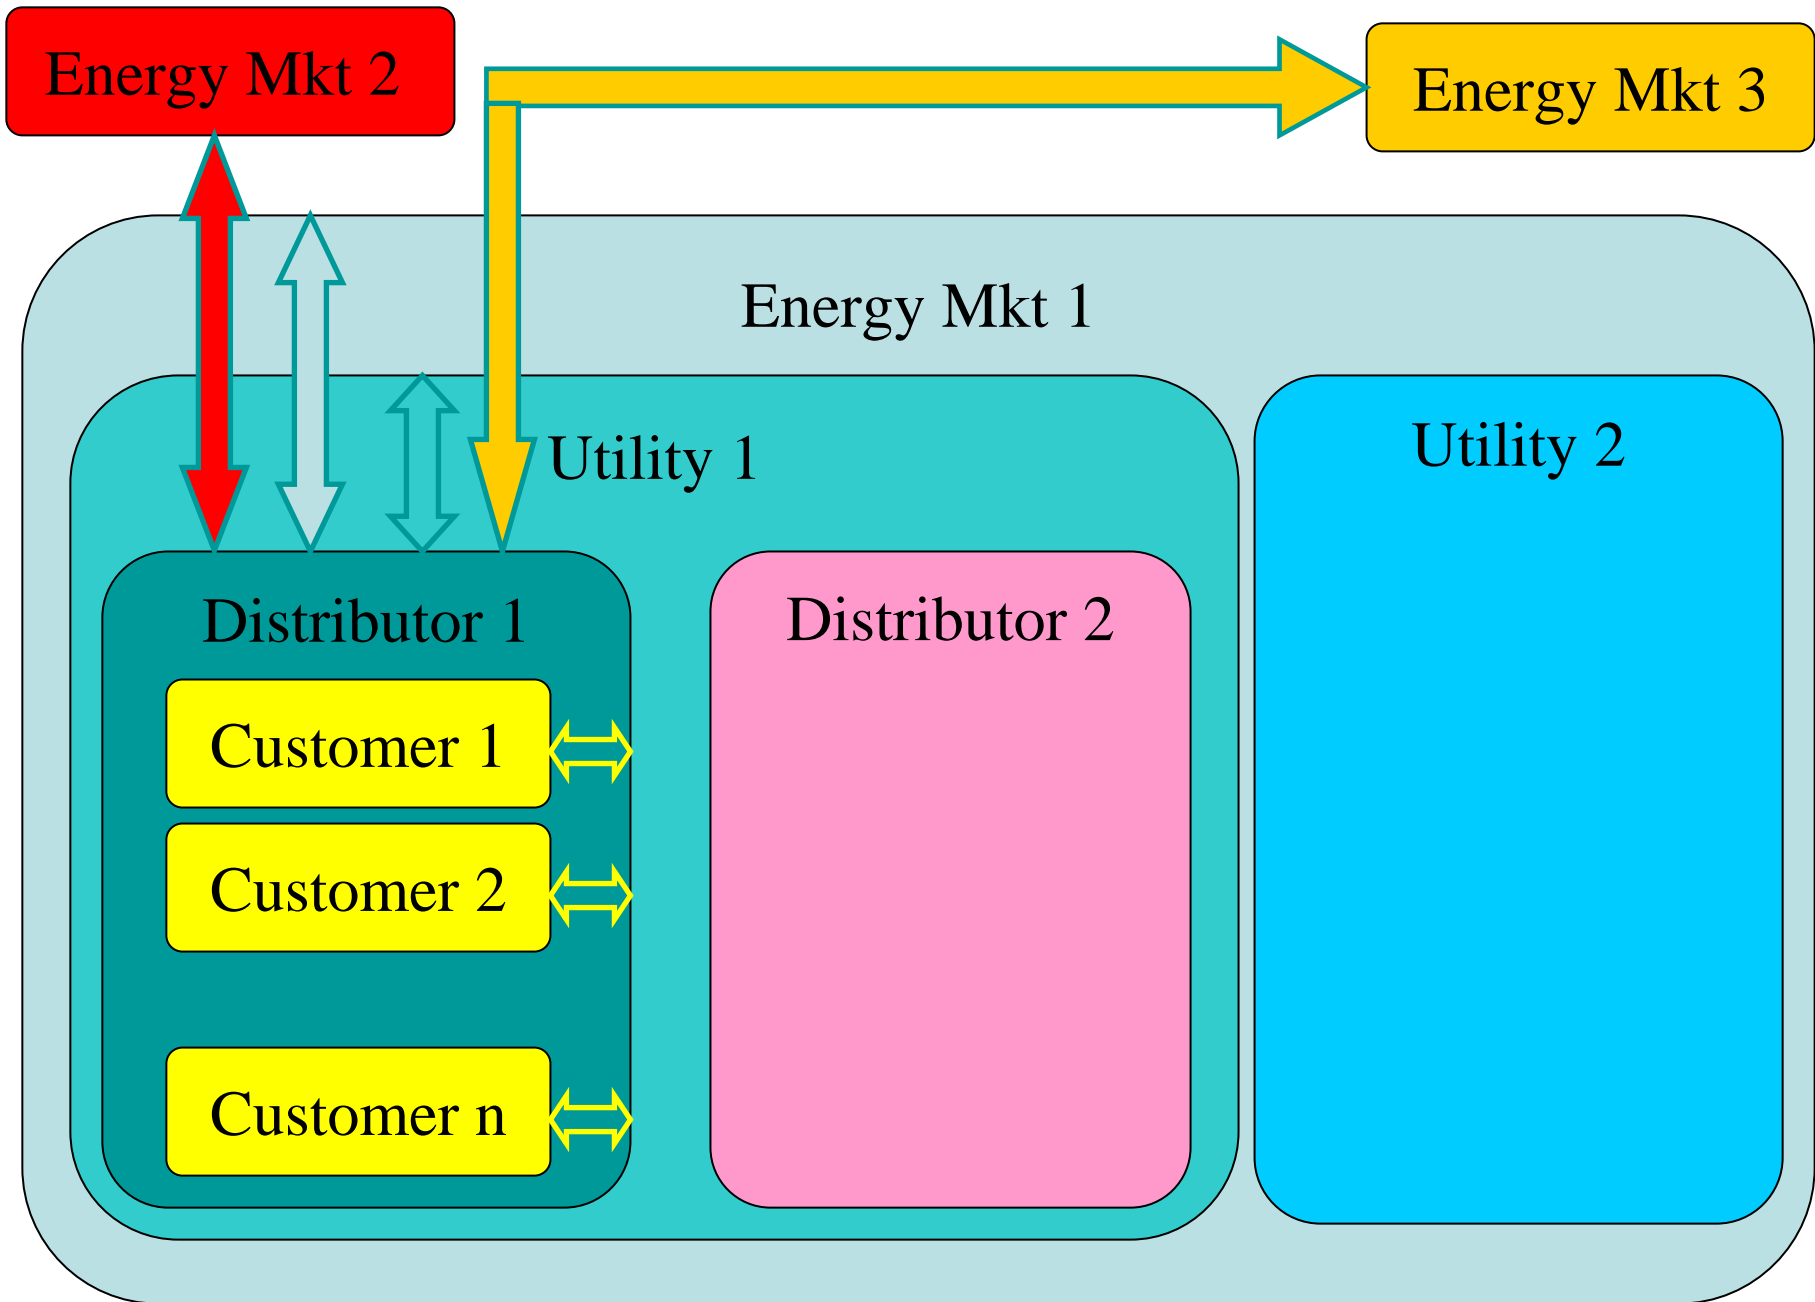 Energy Mkt 2
Energy Mkt 3
Energy Mkt 1
Utility 1
Utility 2
Distributor 1
Distributor 2
Customer 1
Customer 2
Customer n